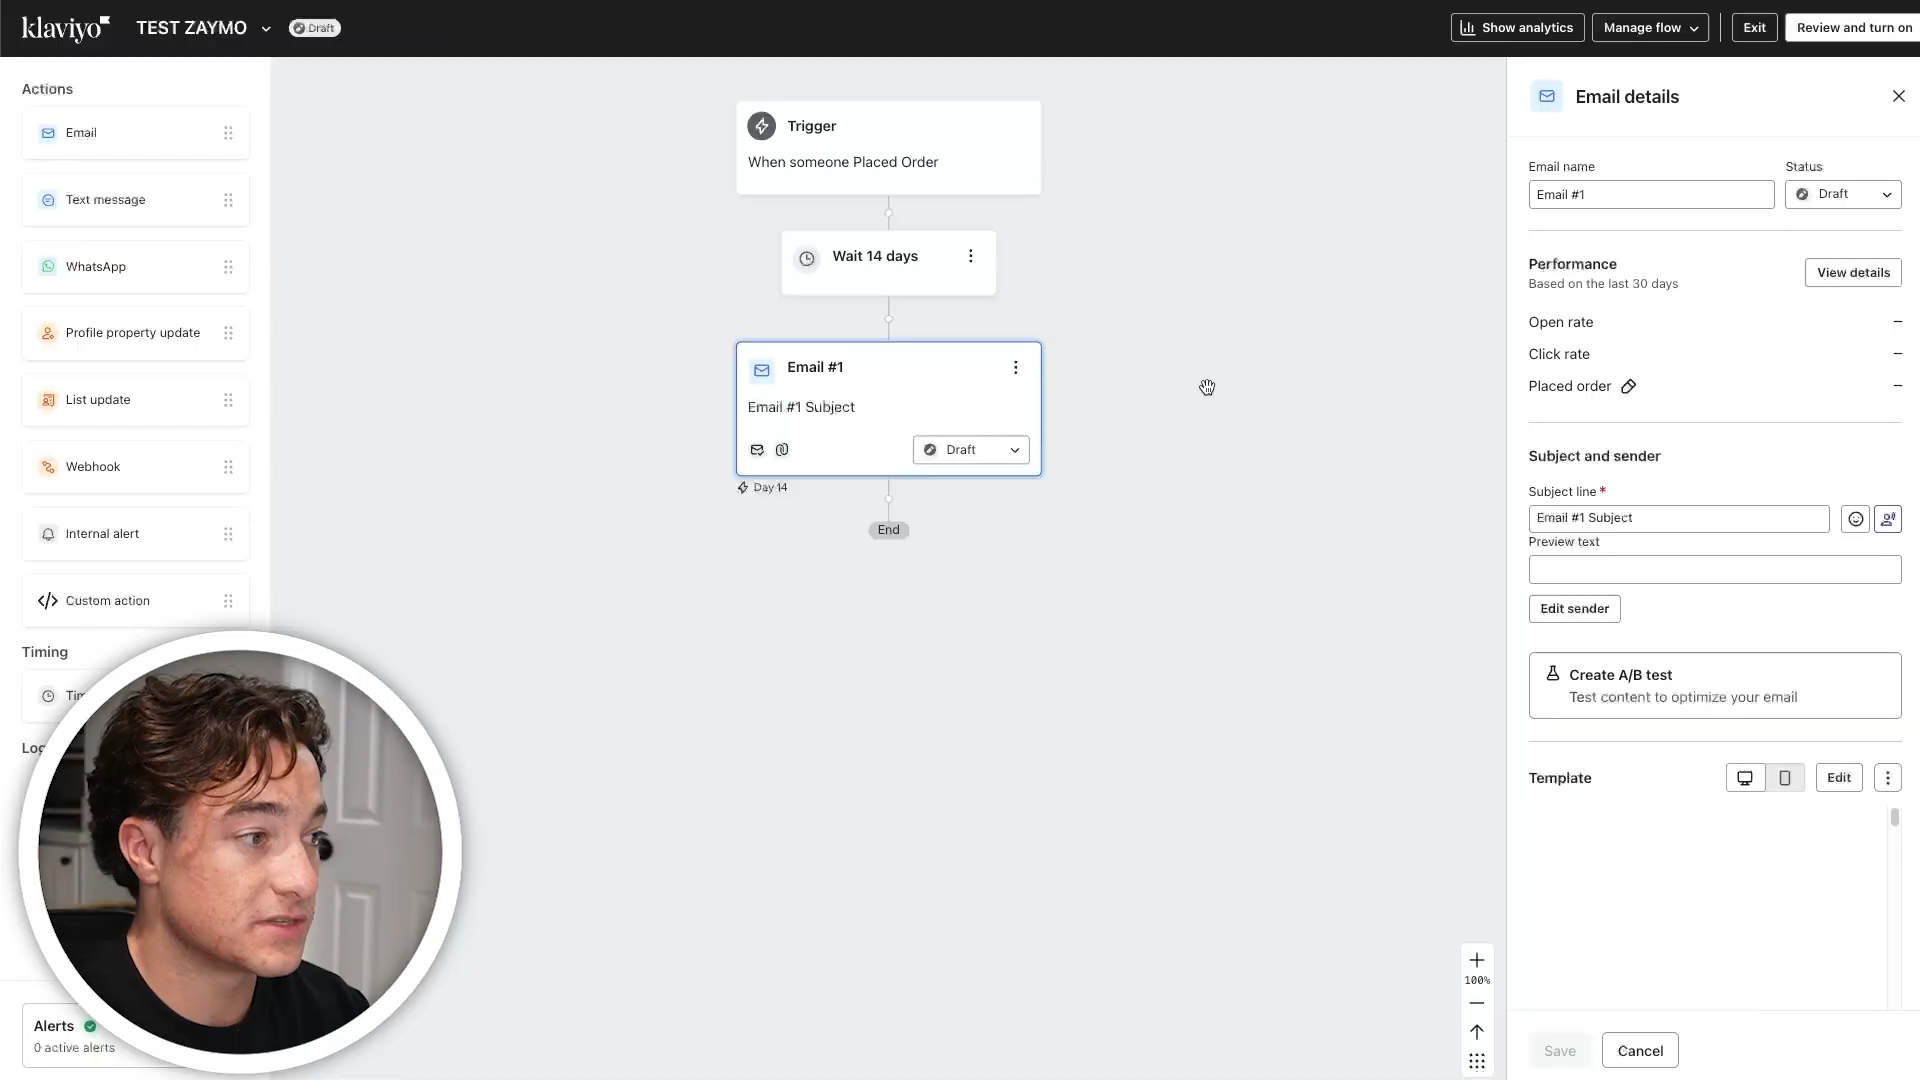 klaviyo
TEST ZAYMO
Draft
Show analytics
Manage flow
Exit
Review and turn on
Actions
Email
Text message
WhatsApp
Profile property update
List update
Webhook
Internal alert
Custom action
Timing
Alerts
0 active alerts
Trigger
When someone Placed Order
Wait 14 days
Email #1
Email #1 Subject
Draft
Day 14
End
100%
Email details
Email name
Status
Email #1
Draft
Performance
View details
Based on the last 30 days
Open rate –
Click rate –
Placed order –
Subject and sender
Subject line *
Email #1 Subject
Preview text
Edit sender
Create A/B test
Test content to optimize your email
Template
Edit
Save
Cancel